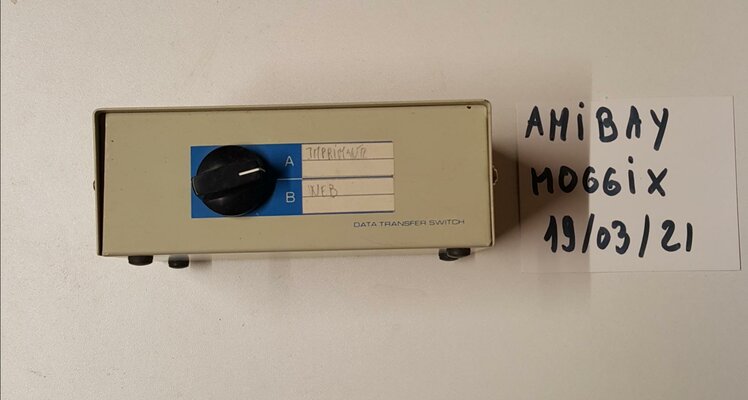 A IMPRIMANTE
B WEB
DATA TRANSFER SWITCH
AMiBAY
MOGGiX
19/03/21